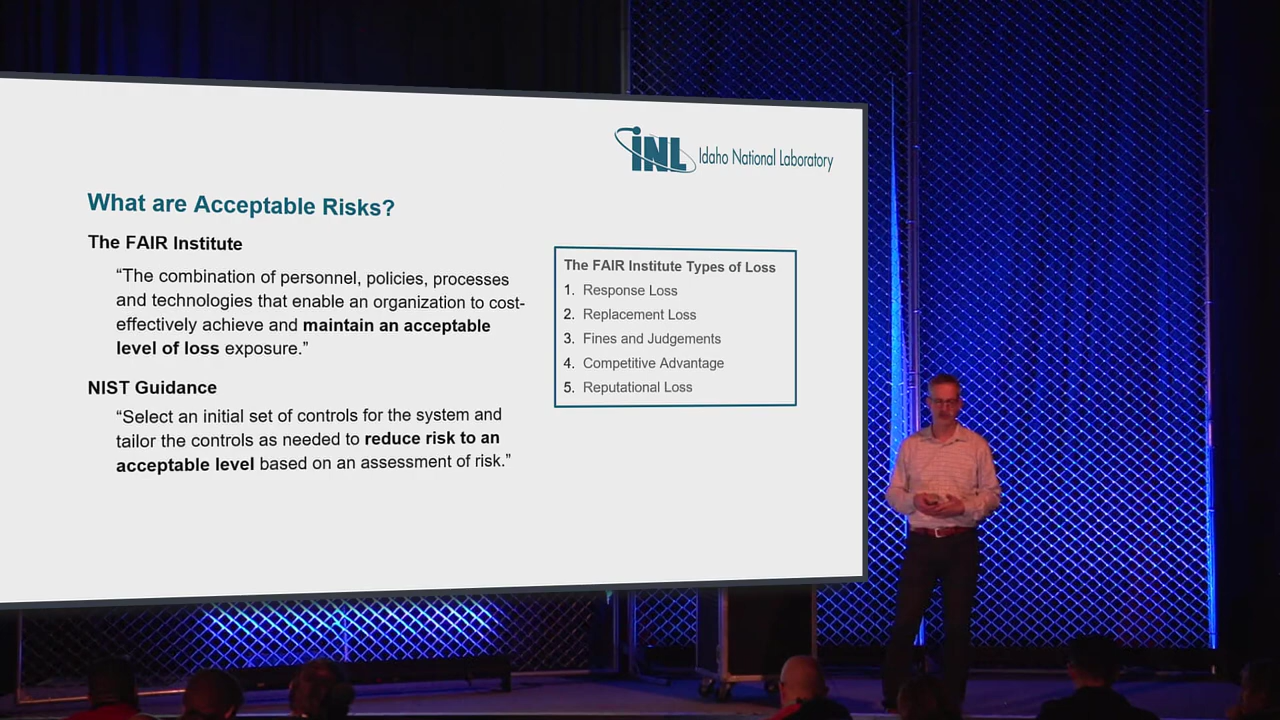 iNL Idaho National Laboratory
What are Acceptable Risks?
The FAIR Institute
“The combination of personnel, policies, processes
and technologies that enable an organization to cost-
effectively achieve and maintain an acceptable
level of loss exposure.”
NIST Guidance
“Select an initial set of controls for the system and
tailor the controls as needed to reduce risk to an
acceptable level based on an assessment of risk.”
The FAIR Institute Types of Loss
1. Response Loss
2. Replacement Loss
3. Fines and Judgements
4. Competitive Advantage
5. Reputational Loss